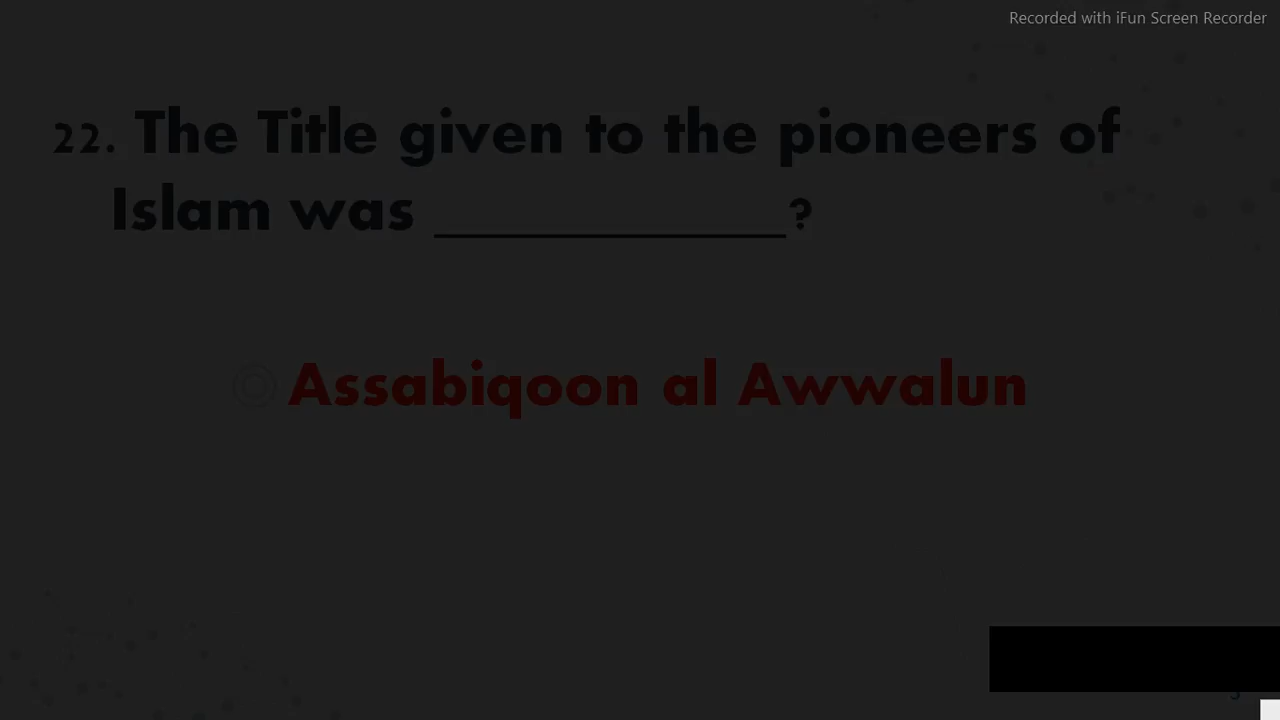 Recorded with iFun Screen Recorder
22. The Title given to the pioneers of
Islam was ____________?
Assabiqoon al Awwalun